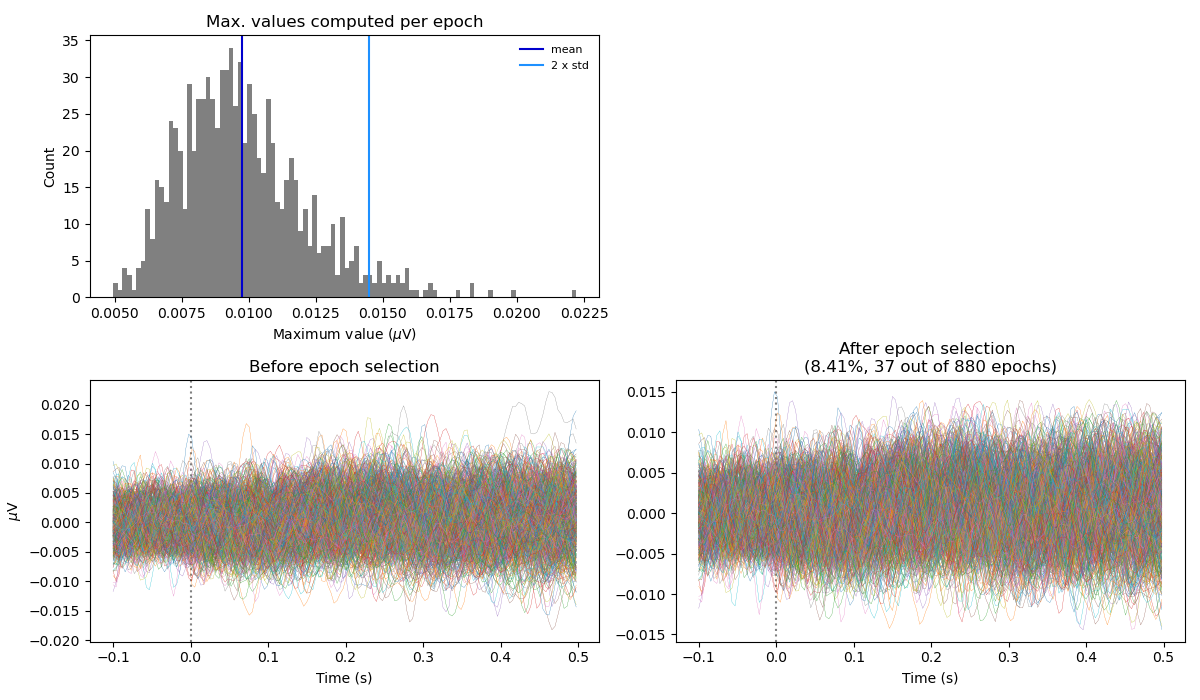 Max. values computed per epoch
35
30
25
20
15
10
5
0
Count
mean
2 x std
0.0050 0.0075 0.0100 0.0125 0.0150 0.0175 0.0200 0.0225
Maximum value (μV)
Before epoch selection
0.020
0.015
0.010
0.005
0.000
−0.005
−0.010
−0.015
−0.020
μV
−0.1 0.0 0.1 0.2 0.3 0.4 0.5
Time (s)
After epoch selection
(8.41%, 37 out of 880 epochs)
0.015
0.010
0.005
0.000
−0.005
−0.010
−0.015
−0.1 0.0 0.1 0.2 0.3 0.4 0.5
Time (s)